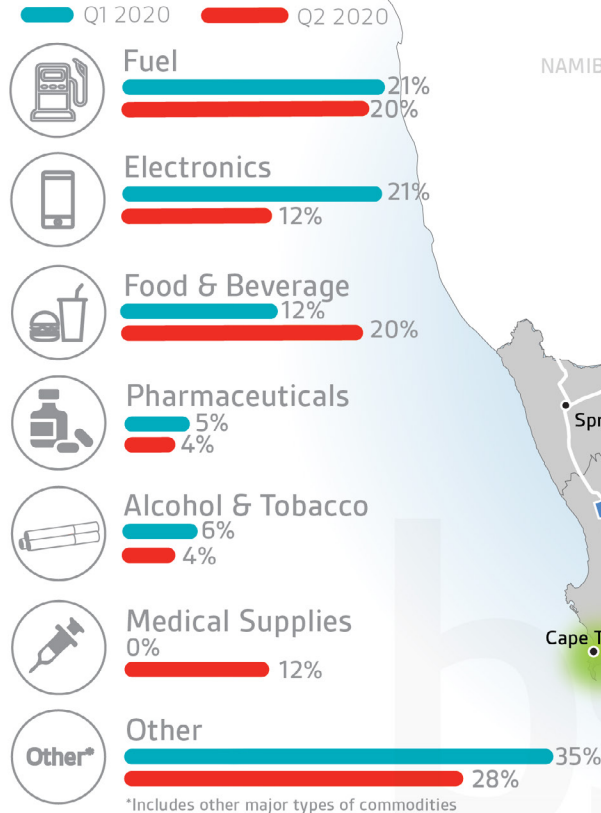 Q1 2020 Q2 2020
Fuel
21%
20%
Electronics
21%
12%
Food & Beverage
12%
20%
Pharmaceuticals
5%
4%
Alcohol & Tobacco
6%
4%
Medical Supplies
0%
12%
Other
Other*
35%
28%
*Includes other major types of commodities
NAMIB
Spr
Cape T